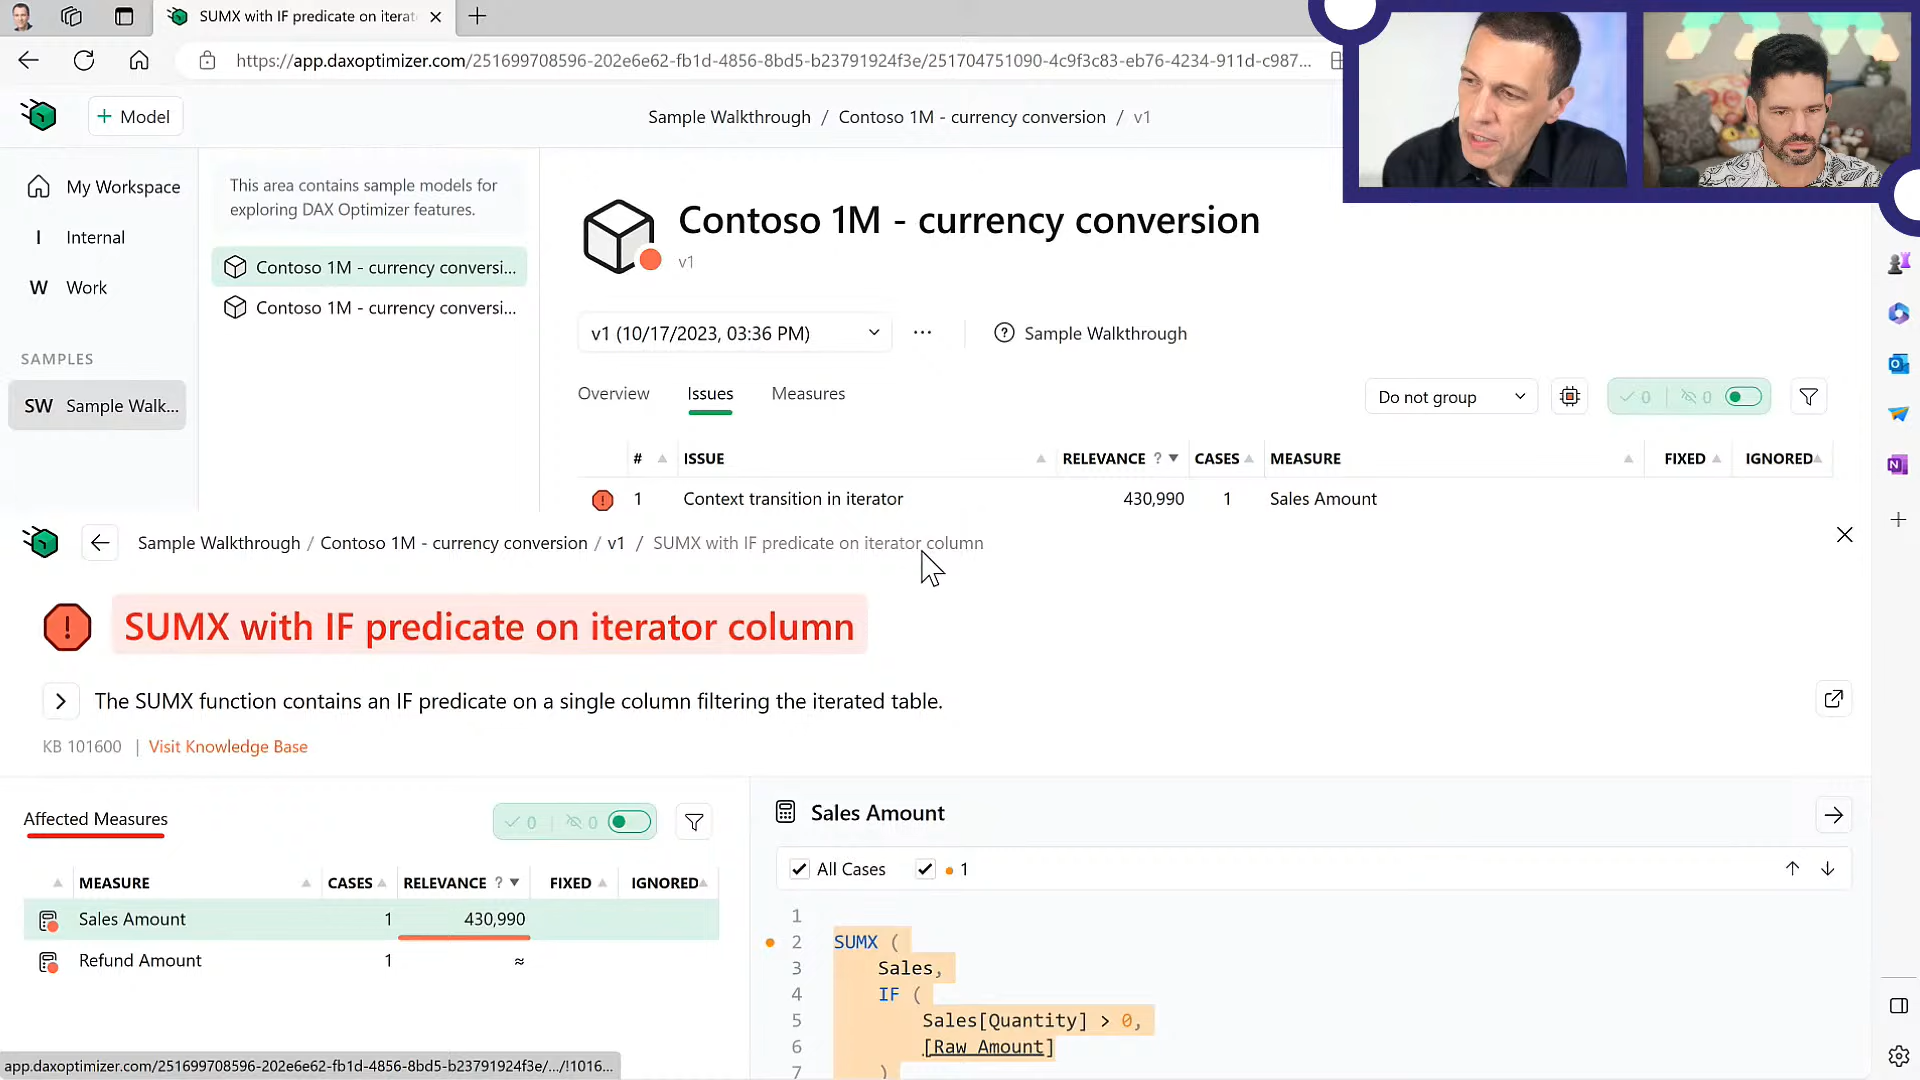 SUMX with IF predicate on iterat
https://app.daxoptimizer.com/251699708596-202e6e62-fb1d-4856-8bd5-b23791924f3e/251704751090-4c9f3c83-eb76-4234-911d-c987...
+ Model
Sample Walkthrough / Contoso 1M - currency conversion / v1
My Workspace
I Internal
W Work
SAMPLES
SW Sample Walk...
This area contains sample models for
exploring DAX Optimizer features.
Contoso 1M - currency conversi...
Contoso 1M - currency conversi...
Contoso 1M - currency conversion
v1
v1 (10/17/2023, 03:36 PM)
Sample Walkthrough
Overview Issues Measures
Do not group
0 0
# ISSUE RELEVANCE ? CASES MEASURE FIXED IGNORED
1 Context transition in iterator 430,990 1 Sales Amount
Sample Walkthrough / Contoso 1M - currency conversion / v1 / SUMX with IF predicate on iterator column
SUMX with IF predicate on iterator column
The SUMX function contains an IF predicate on a single column filtering the iterated table.
KB 101600 | Visit Knowledge Base
Affected Measures
0 0
MEASURE CASES RELEVANCE ? FIXED IGNORED
Sales Amount 1 430,990
Refund Amount 1 ≈
Sales Amount
All Cases 1
1
2 SUMX (
3 Sales,
4 IF (
5 Sales[Quantity] > 0,
6 [Raw Amount]
7 )
app.daxoptimizer.com/251699708596-202e6e62-fb1d-4856-8bd5-b23791924f3e/.../!1016...